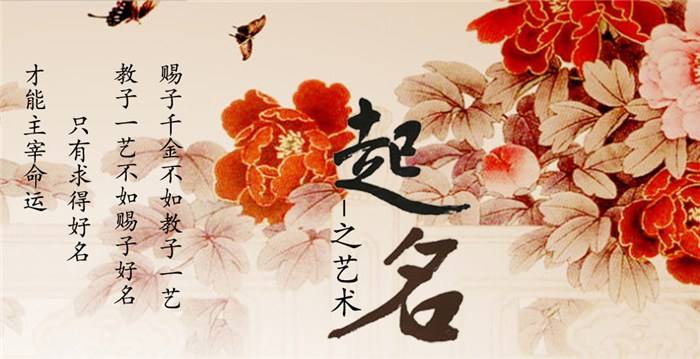 起名
-之艺术
赐子千金不如教子一艺
教子一艺不如赐子好名
只有求得好名
才能主宰命运